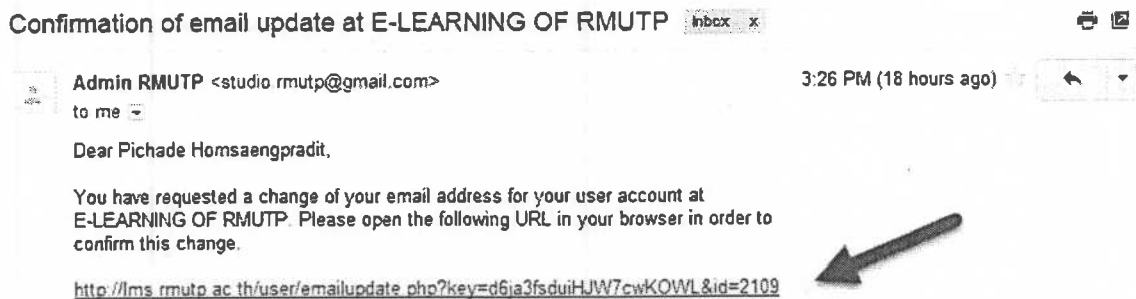 Confirmation of email update at E-LEARNING OF RMUTP Inbox x
Admin RMUTP <studio.rmutp@gmail.com> 3:26 PM (18 hours ago)
to me
Dear Pichade Homsaengpradit,
You have requested a change of your email address for your user account at
E-LEARNING OF RMUTP. Please open the following URL in your browser in order to
confirm this change.
http://lms.rmutp.ac.th/user/emailupdate.php?key=d6ja3fsduiHJW7cwKOWL&id=2109